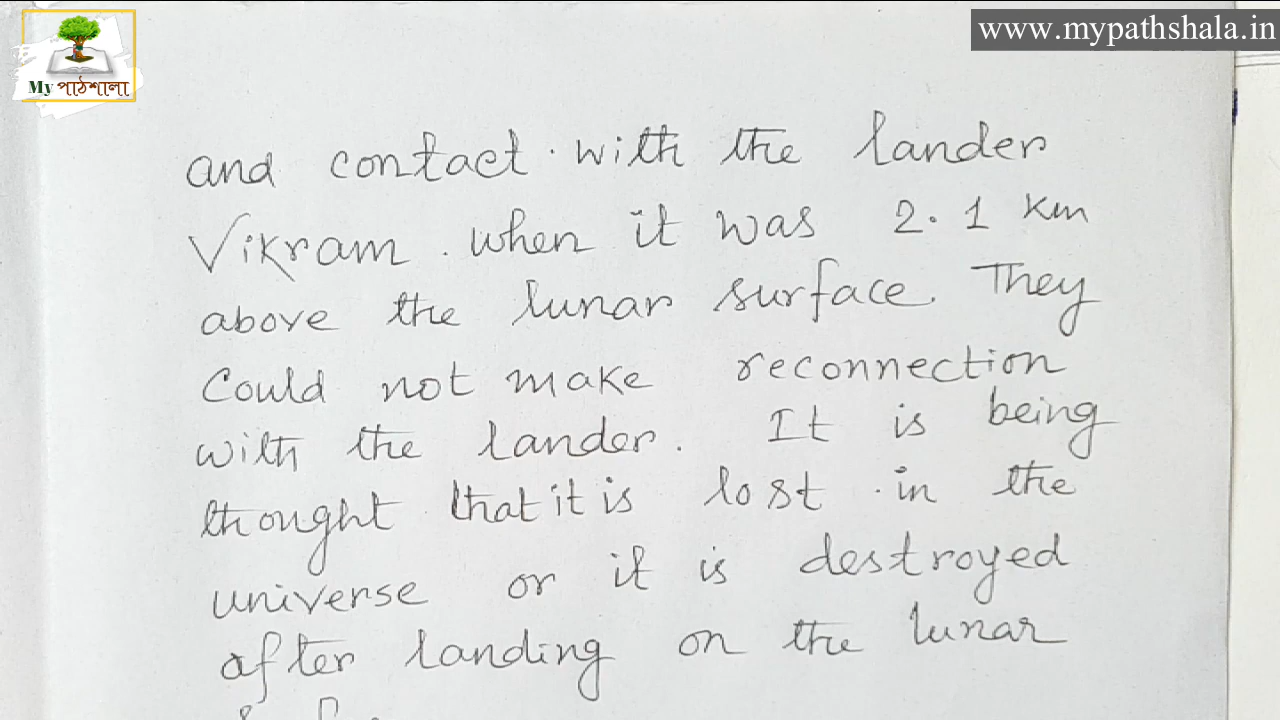 www.mypathshala.in
My পাঠশালা
and contact. with the lander
Vikram. when it was 2.1 km
above the lunar surface. They
could not make reconnection
with the lander. It is being
thought that it is lost in the
universe or it is destroyed
after landing on the lunar